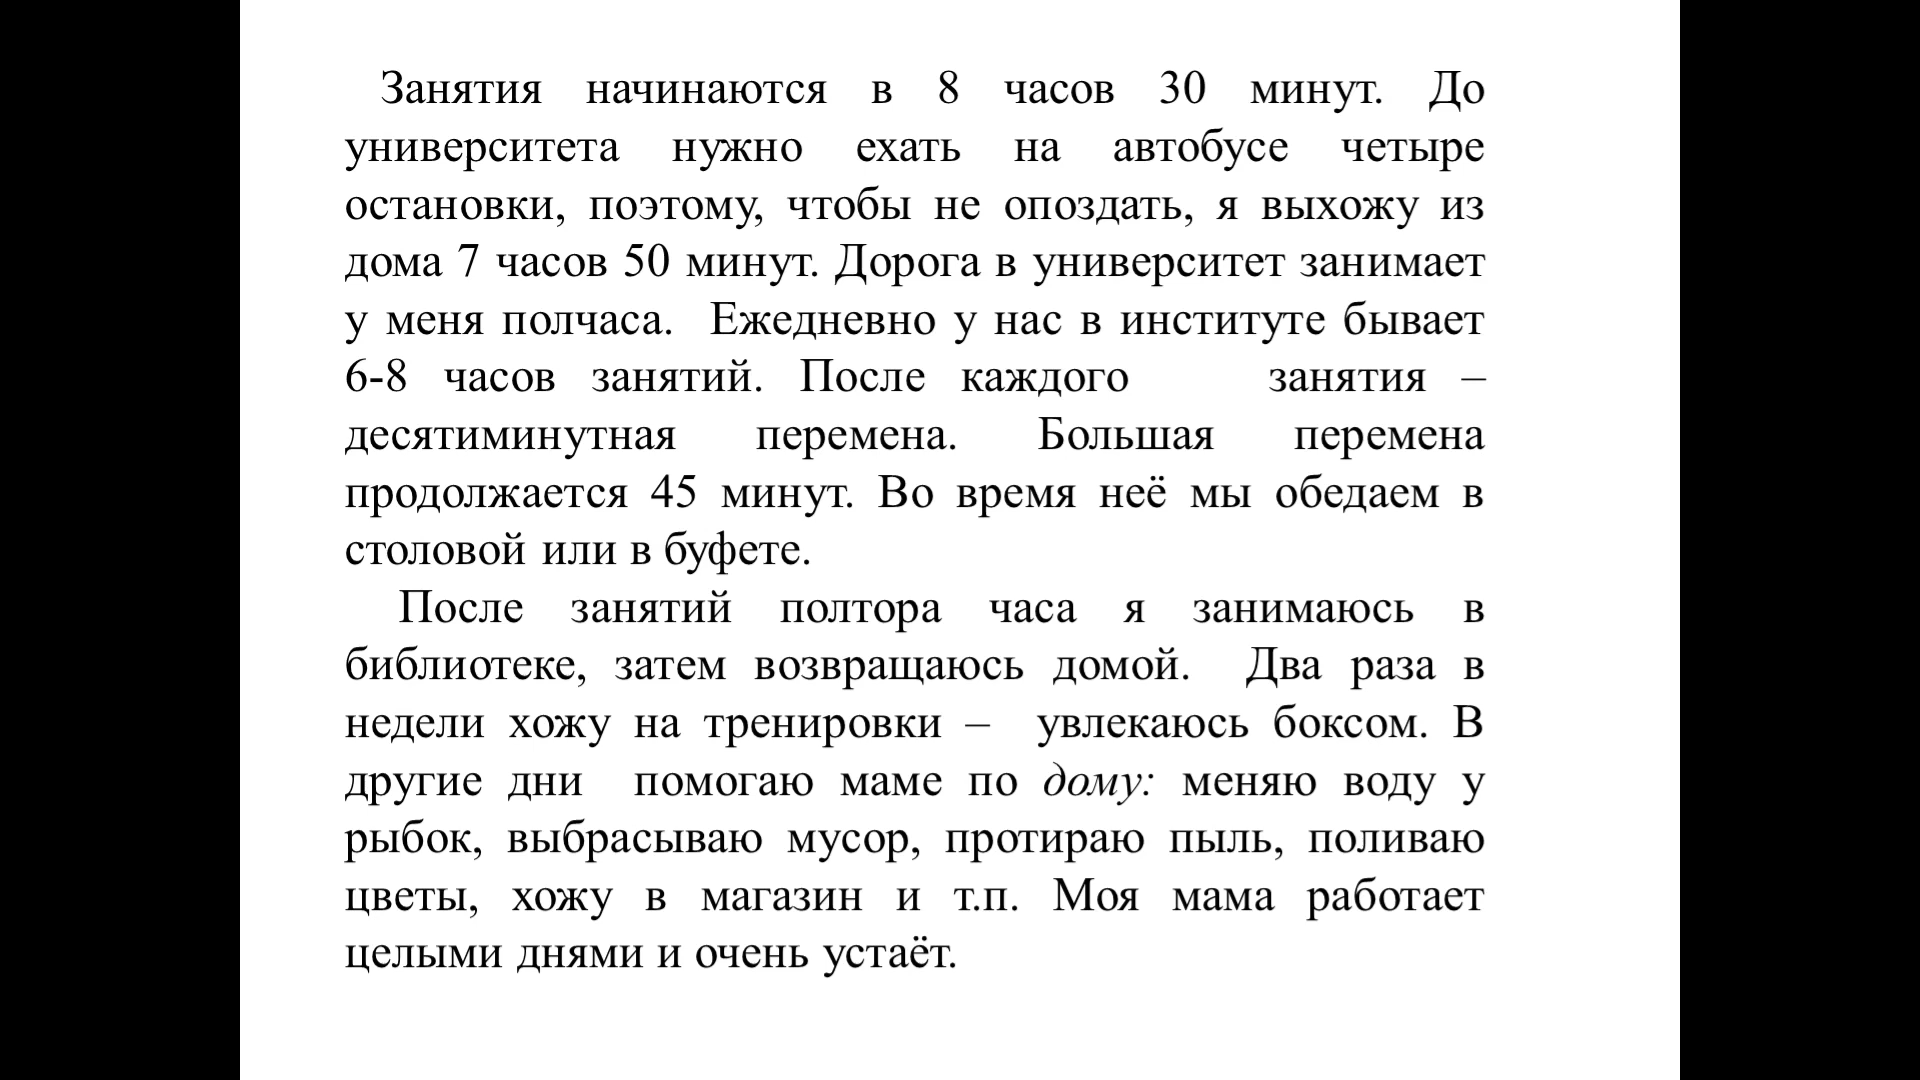 Занятия начинаются в 8 часов 30 минут. До
университета нужно ехать на автобусе четыре
остановки, поэтому, чтобы не опоздать, я выхожу из
дома 7 часов 50 минут. Дорога в университет занимает
у меня полчаса. Ежедневно у нас в институте бывает
6-8 часов занятий. После каждого занятия –
десятиминутная перемена. Большая перемена
продолжается 45 минут. Во время неё мы обедаем в
столовой или в буфете.
После занятий полтора часа я занимаюсь в
библиотеке, затем возвращаюсь домой. Два раза в
недели хожу на тренировки – увлекаюсь боксом. В
другие дни помогаю маме по дому: меняю воду у
рыбок, выбрасываю мусор, протираю пыль, поливаю
цветы, хожу в магазин и т.п. Моя мама работает
целыми днями и очень устаёт.